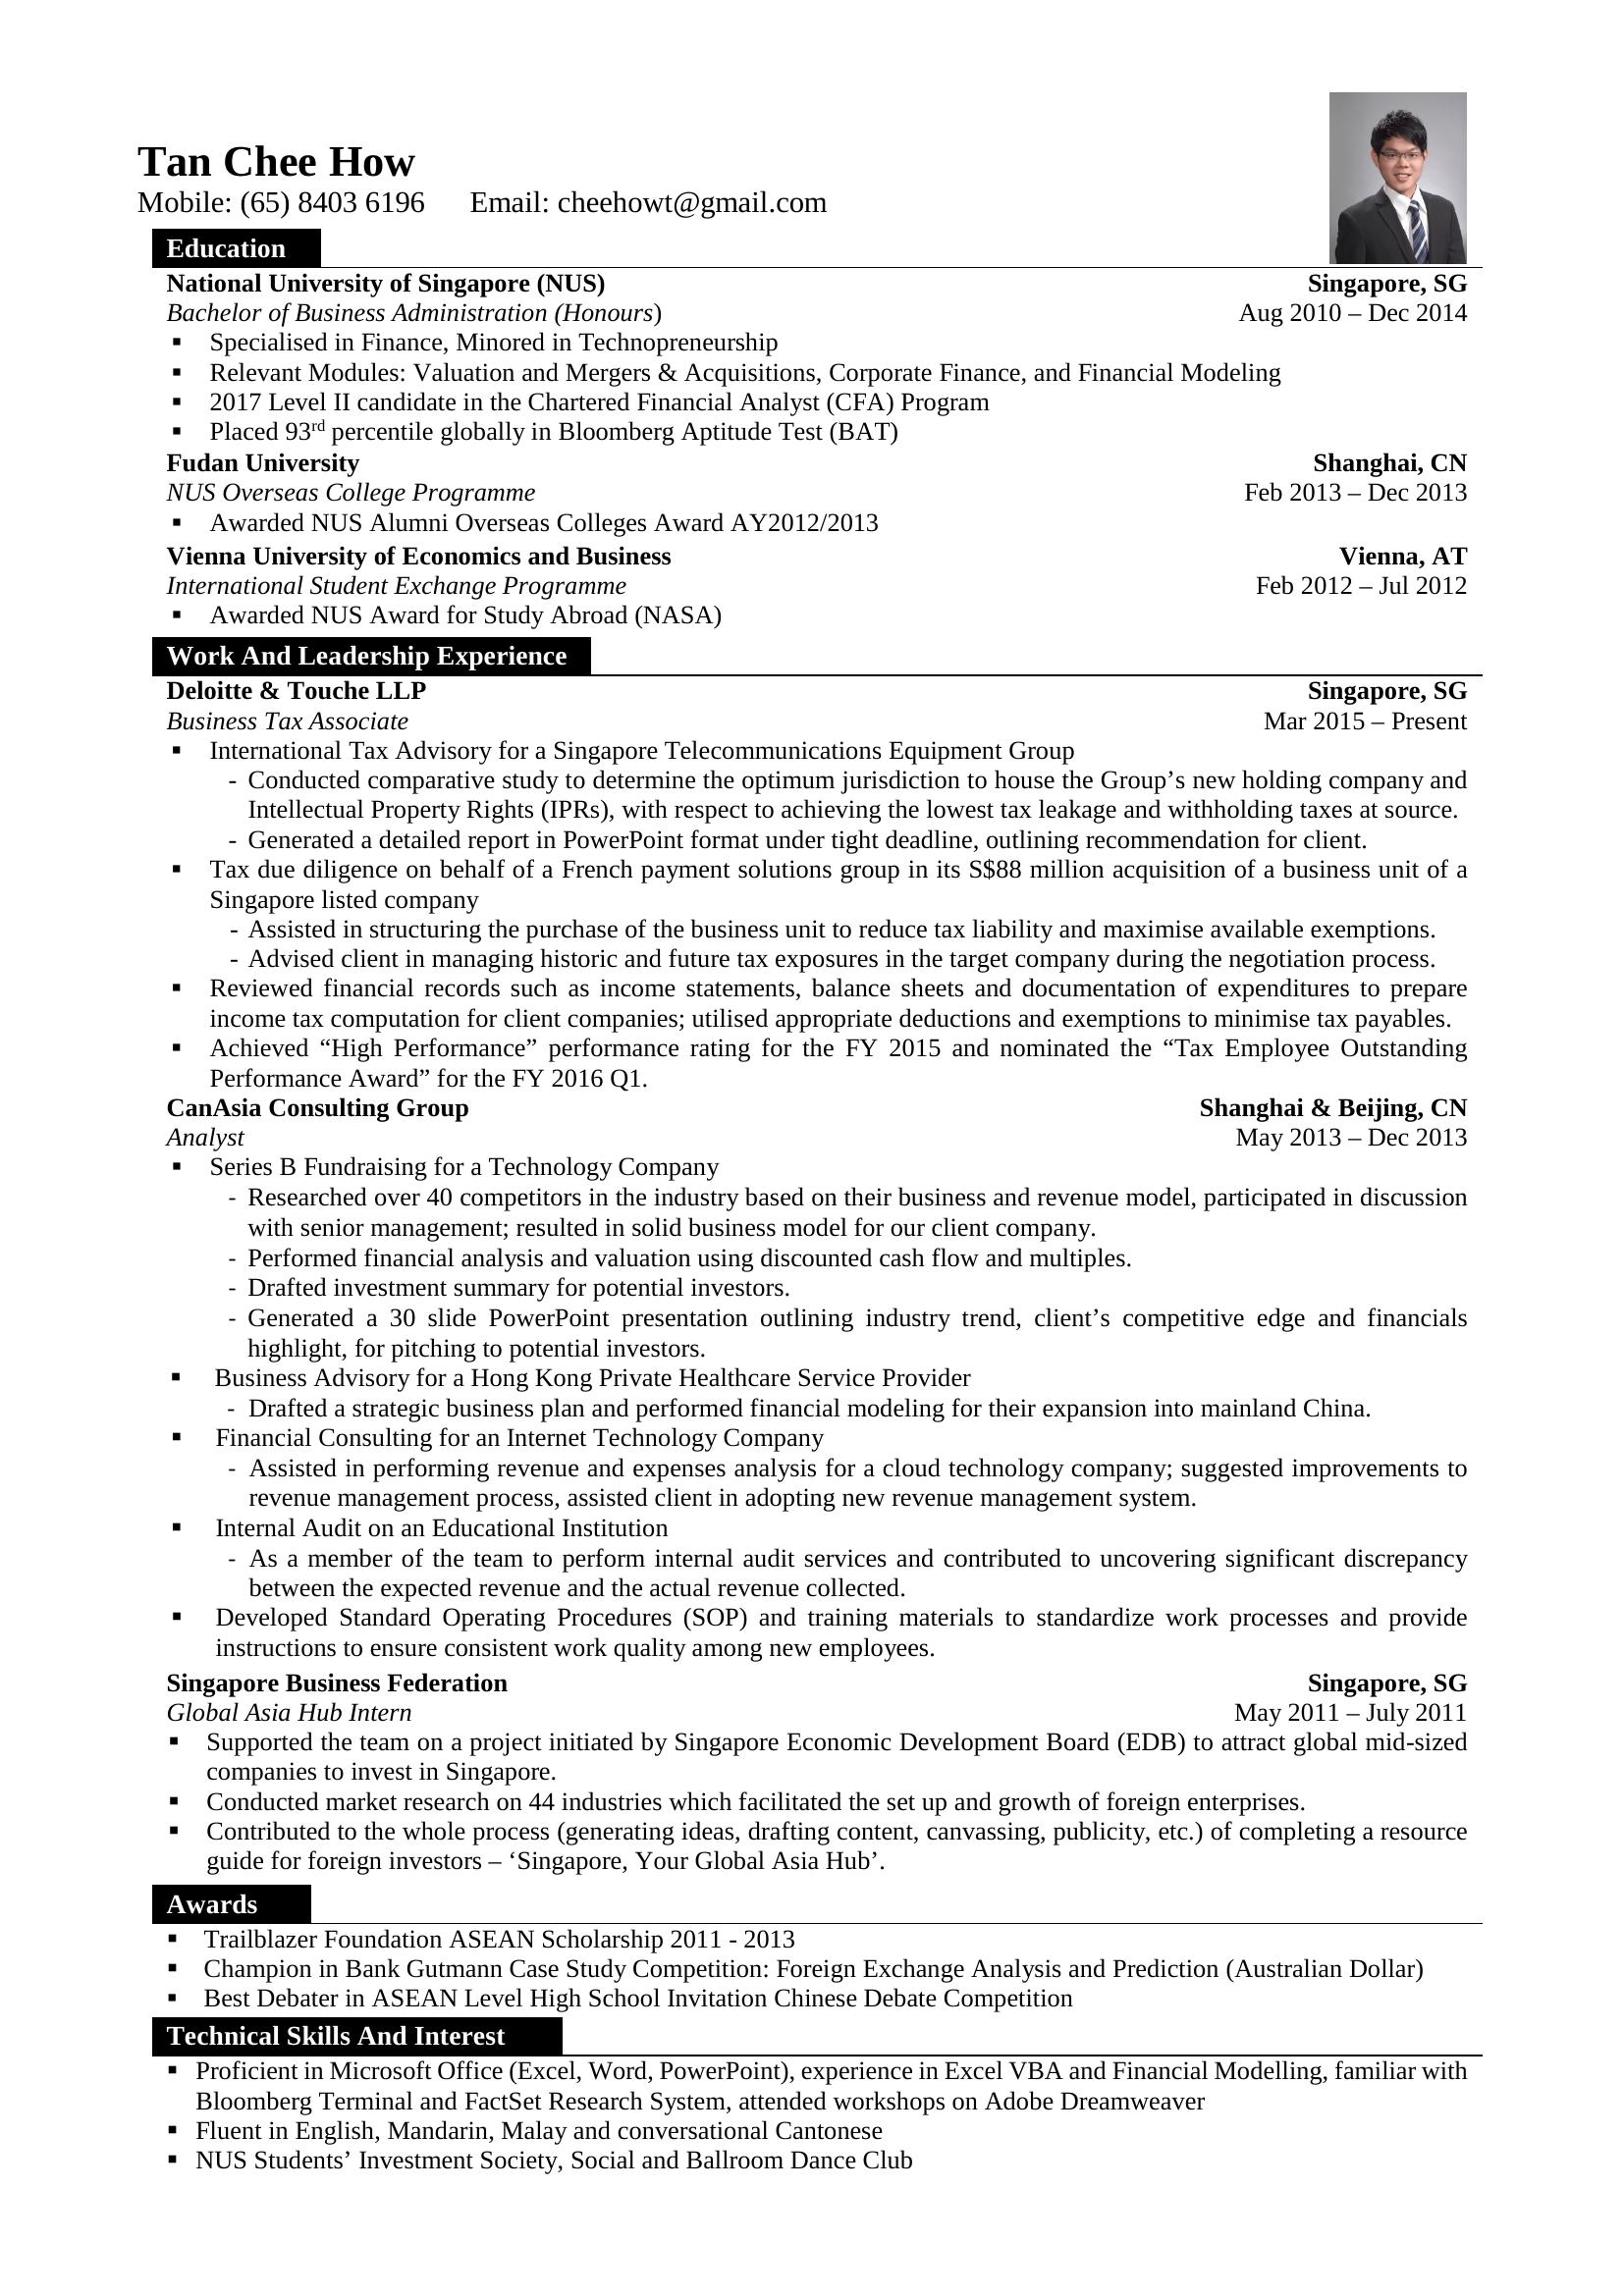 Tan Chee How
Mobile: (65) 8403 6196 Email: cheehowt@gmail.com
Education
National University of Singapore (NUS) Singapore, SG
Bachelor of Business Administration (Honours) Aug 2010 – Dec 2014
▪ Specialised in Finance, Minored in Technopreneurship
▪ Relevant Modules: Valuation and Mergers & Acquisitions, Corporate Finance, and Financial Modeling
▪ 2017 Level II candidate in the Chartered Financial Analyst (CFA) Program
▪ Placed 93rd percentile globally in Bloomberg Aptitude Test (BAT)
Fudan University Shanghai, CN
NUS Overseas College Programme Feb 2013 – Dec 2013
▪ Awarded NUS Alumni Overseas Colleges Award AY2012/2013
Vienna University of Economics and Business Vienna, AT
International Student Exchange Programme Feb 2012 – Jul 2012
▪ Awarded NUS Award for Study Abroad (NASA)
Work And Leadership Experience
Deloitte & Touche LLP Singapore, SG
Business Tax Associate Mar 2015 – Present
▪ International Tax Advisory for a Singapore Telecommunications Equipment Group
- Conducted comparative study to determine the optimum jurisdiction to house the Group’s new holding company and
Intellectual Property Rights (IPRs), with respect to achieving the lowest tax leakage and withholding taxes at source.
- Generated a detailed report in PowerPoint format under tight deadline, outlining recommendation for client.
▪ Tax due diligence on behalf of a French payment solutions group in its S$88 million acquisition of a business unit of a
Singapore listed company
- Assisted in structuring the purchase of the business unit to reduce tax liability and maximise available exemptions.
- Advised client in managing historic and future tax exposures in the target company during the negotiation process.
▪ Reviewed financial records such as income statements, balance sheets and documentation of expenditures to prepare
income tax computation for client companies; utilised appropriate deductions and exemptions to minimise tax payables.
▪ Achieved “High Performance” performance rating for the FY 2015 and nominated the “Tax Employee Outstanding
Performance Award” for the FY 2016 Q1.
CanAsia Consulting Group Shanghai & Beijing, CN
Analyst May 2013 – Dec 2013
▪ Series B Fundraising for a Technology Company
- Researched over 40 competitors in the industry based on their business and revenue model, participated in discussion
with senior management; resulted in solid business model for our client company.
- Performed financial analysis and valuation using discounted cash flow and multiples.
- Drafted investment summary for potential investors.
- Generated a 30 slide PowerPoint presentation outlining industry trend, client’s competitive edge and financials
highlight, for pitching to potential investors.
▪ Business Advisory for a Hong Kong Private Healthcare Service Provider
- Drafted a strategic business plan and performed financial modeling for their expansion into mainland China.
▪ Financial Consulting for an Internet Technology Company
- Assisted in performing revenue and expenses analysis for a cloud technology company; suggested improvements to
revenue management process, assisted client in adopting new revenue management system.
▪ Internal Audit on an Educational Institution
- As a member of the team to perform internal audit services and contributed to uncovering significant discrepancy
between the expected revenue and the actual revenue collected.
▪ Developed Standard Operating Procedures (SOP) and training materials to standardize work processes and provide
instructions to ensure consistent work quality among new employees.
Singapore Business Federation Singapore, SG
Global Asia Hub Intern May 2011 – July 2011
▪ Supported the team on a project initiated by Singapore Economic Development Board (EDB) to attract global mid-sized
companies to invest in Singapore.
▪ Conducted market research on 44 industries which facilitated the set up and growth of foreign enterprises.
▪ Contributed to the whole process (generating ideas, drafting content, canvassing, publicity, etc.) of completing a resource
guide for foreign investors – ‘Singapore, Your Global Asia Hub’.
Awards
▪ Trailblazer Foundation ASEAN Scholarship 2011 - 2013
▪ Champion in Bank Gutmann Case Study Competition: Foreign Exchange Analysis and Prediction (Australian Dollar)
▪ Best Debater in ASEAN Level High School Invitation Chinese Debate Competition
Technical Skills And Interest
▪ Proficient in Microsoft Office (Excel, Word, PowerPoint), experience in Excel VBA and Financial Modelling, familiar with
Bloomberg Terminal and FactSet Research System, attended workshops on Adobe Dreamweaver
▪ Fluent in English, Mandarin, Malay and conversational Cantonese
▪ NUS Students’ Investment Society, Social and Ballroom Dance Club